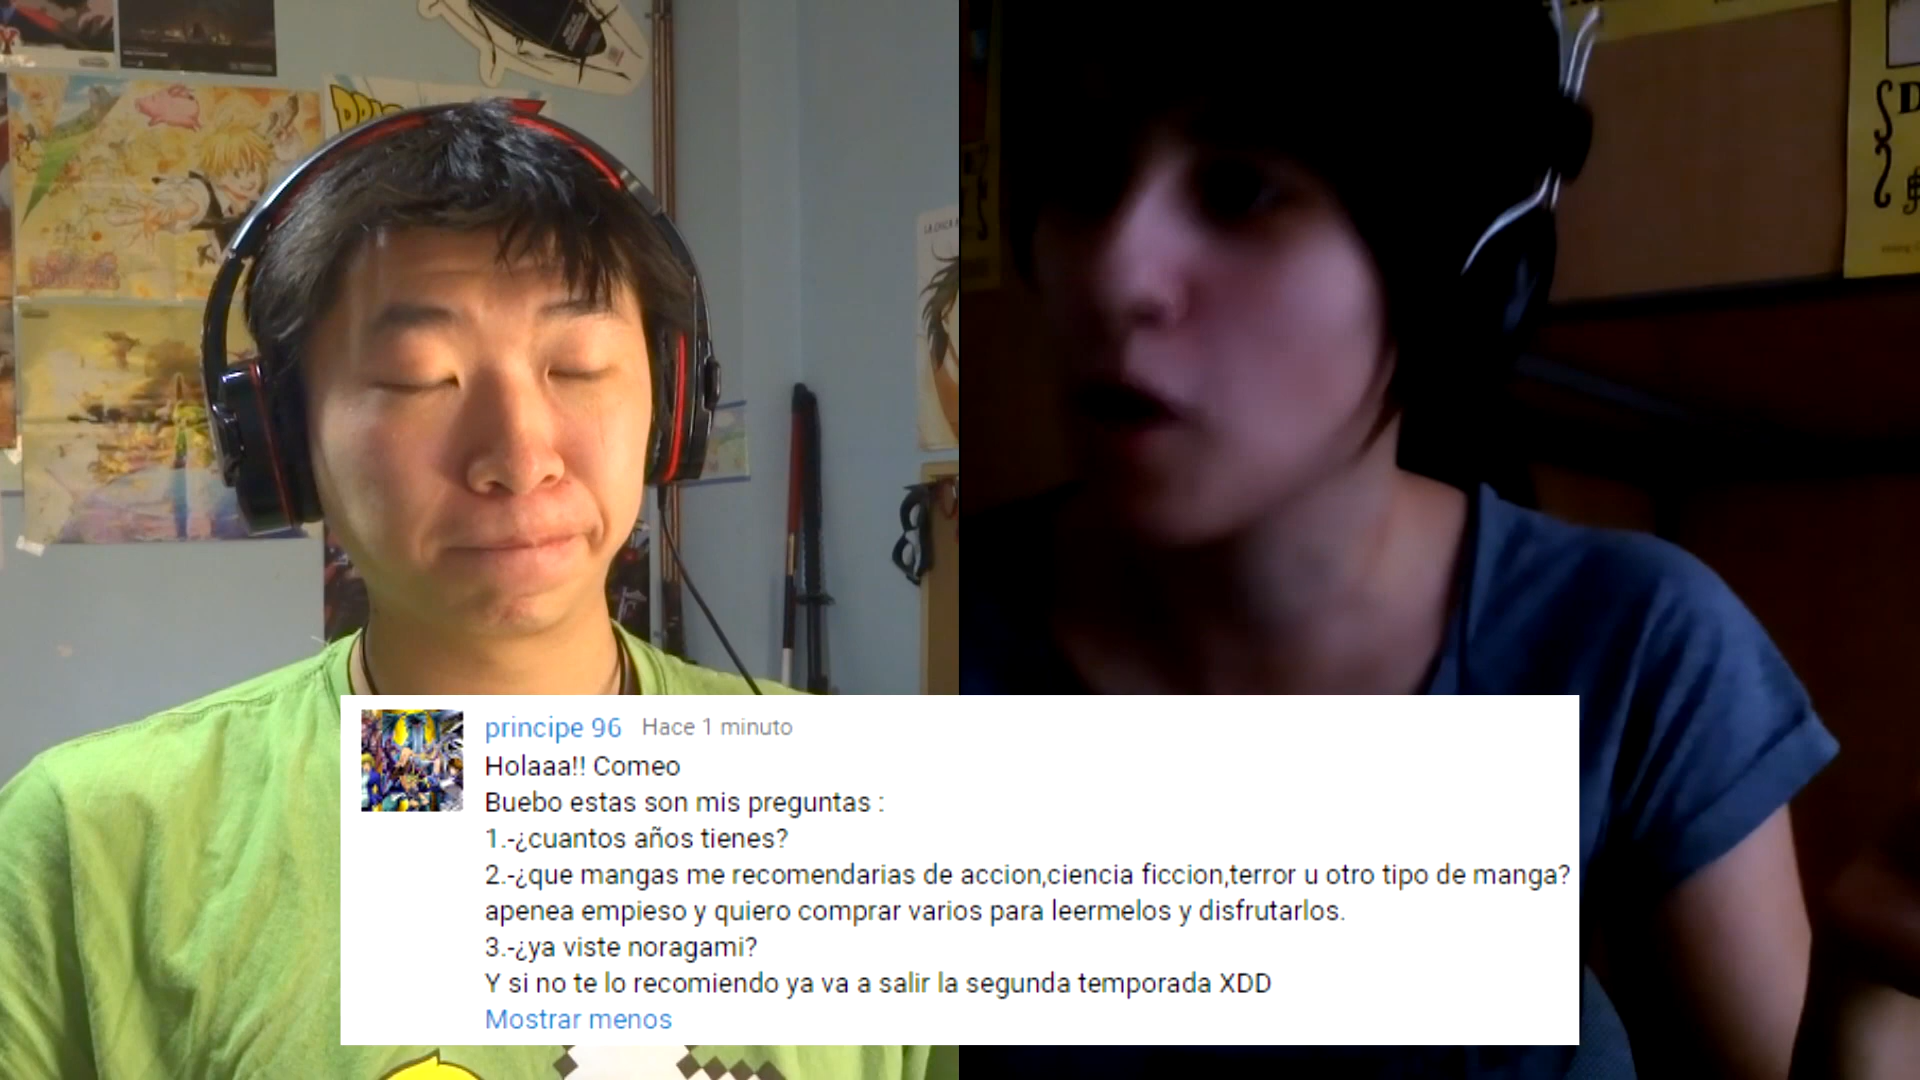 principe 96 Hace 1 minuto
Holaaa!! Comeo
Buebo estas son mis preguntas :
1.-¿cuantos años tienes?
2.-¿que mangas me recomendarias de accion,ciencia ficcion,terror u otro tipo de manga?
apenea empieso y quiero comprar varios para leermelos y disfrutarlos.
3.-¿ya viste noragami?
Y si no te lo recomiendo ya va a salir la segunda temporada XDD
Mostrar menos